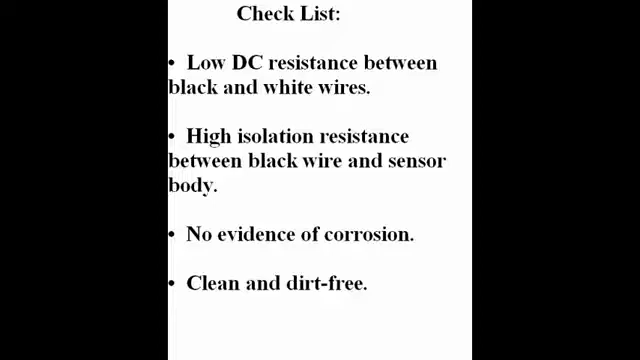 Check List:
• Low DC resistance between
black and white wires.
• High isolation resistance
between black wire and sensor
body.
• No evidence of corrosion.
• Clean and dirt-free.